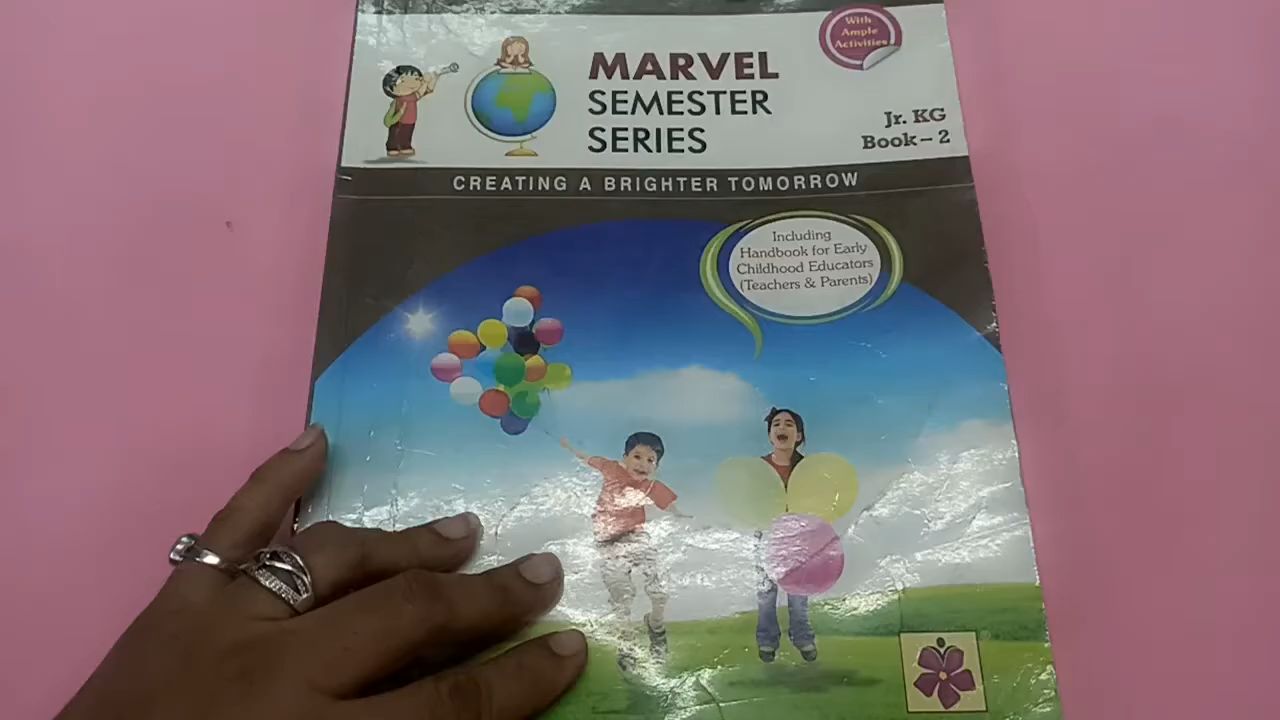 With
Ample
Activities
MARVEL
SEMESTER
SERIES
Jr. KG
Book – 2
CREATING A BRIGHTER TOMORROW
Including
Handbook for Early
Childhood Educators
(Teachers & Parents)